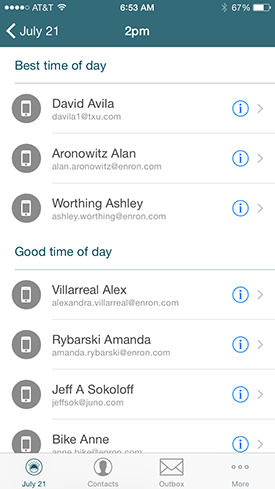 AT&T 6:53 AM 67%
July 21 2pm
Best time of day
David Avila
davila1@txu.com
Aronowitz Alan
alan.aronowitz@enron.com
Worthing Ashley
ashley.worthing@enron.com
Good time of day
Villarreal Alex
alexandra.villarreal@enron.com
Rybarski Amanda
amanda.rybarski@enron.com
Jeff A Sokoloff
jeffsok@juno.com
Bike Anne
anne.bike@enron.com
July 21 Contacts Outbox More